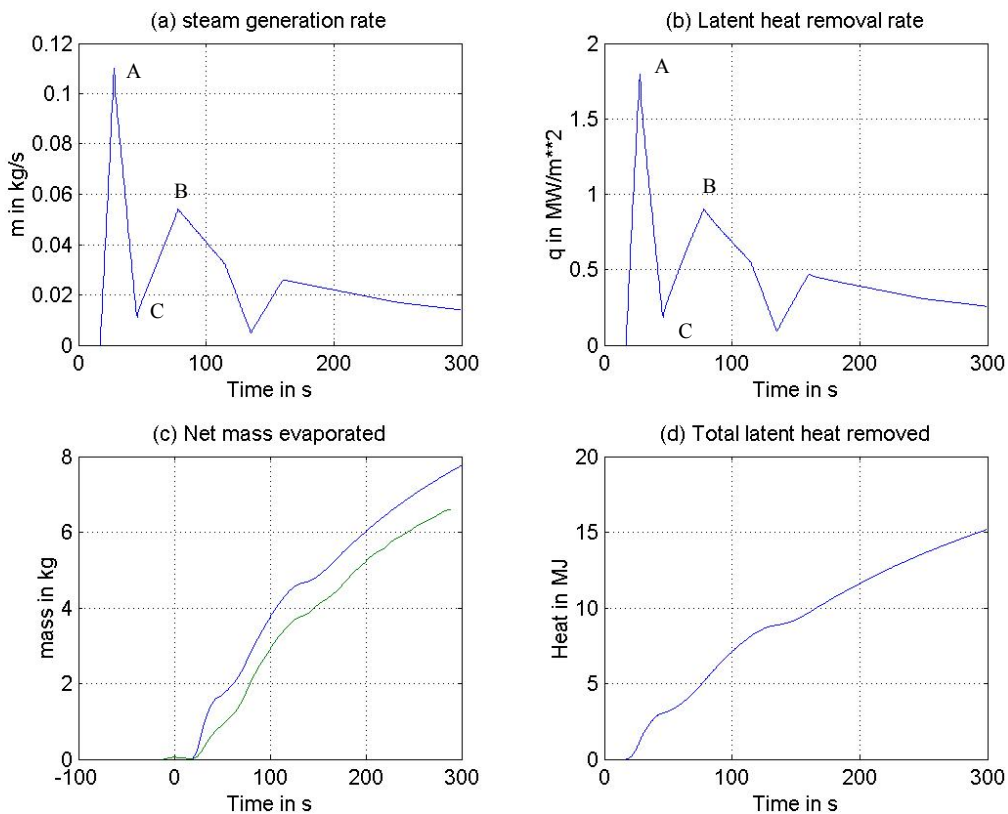 (a) steam generation rate
0.12
0.1
0.08
0.06
0.04
0.02
0
m in kg/s
A
B
C
0
100
200
300
Time in s
(b) Latent heat removal rate
2
1.5
1
0.5
0
q in MW/m**2
A
B
C
0
100
200
300
Time in s
(c) Net mass evaporated
8
6
4
2
0
mass in kg
-100
0
100
200
300
Time in s
(d) Total latent heat removed
20
15
10
5
0
Heat in MJ
0
100
200
300
Time in s